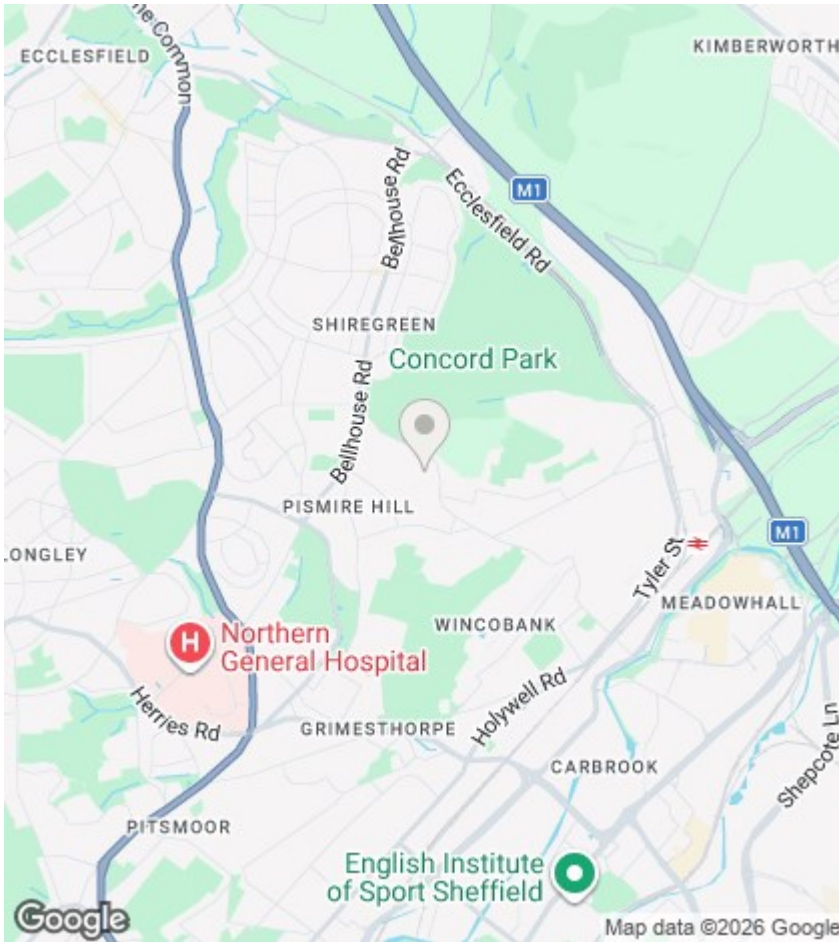 ECCLESFIELD
he Common
KIMBERWORTH
M1
Bellhouse Rd
Ecclesfield Rd
SHIREGREEN
Concord Park
Bellhouse Rd
PISMIRE HILL
M1
LONGLEY
Tyler St
MEADOWHALL
WINCOBANK
H
Northern
General Hospital
Holywell Rd
Herries Rd
GRIMESTHORPE
Shepcote Ln
CARBROOK
PITSMOOR
English Institute
of Sport Sheffield
Google
Map data ©2026 Google